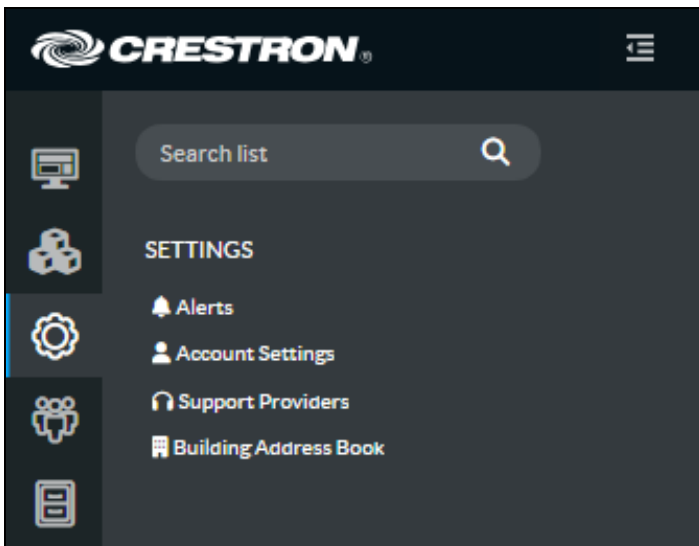 CRESTRON®
Search list
SETTINGS
Alerts
Account Settings
Support Providers
Building Address Book